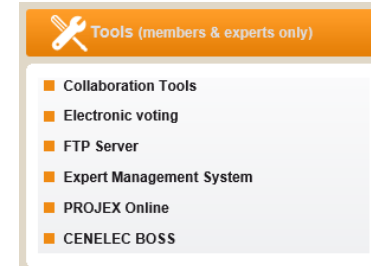 Tools (members & experts only)
Collaboration Tools
Electronic voting
FTP Server
Expert Management System
PROJEX Online
CENELEC BOSS